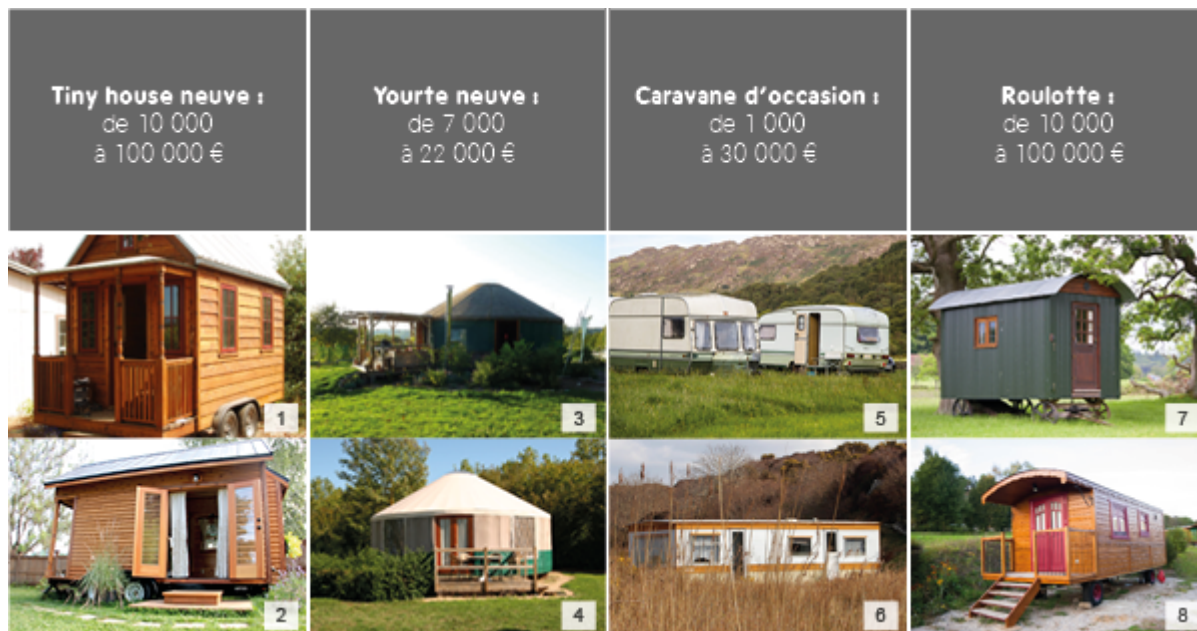 Tiny house neuve :
de 10 000
à 100 000 €
Yourte neuve :
de 7 000
à 22 000 €
Caravane d'occasion :
de 1 000
à 30 000 €
Roulotte :
de 10 000
à 100 000 €
1
3
5
7
2
4
6
8